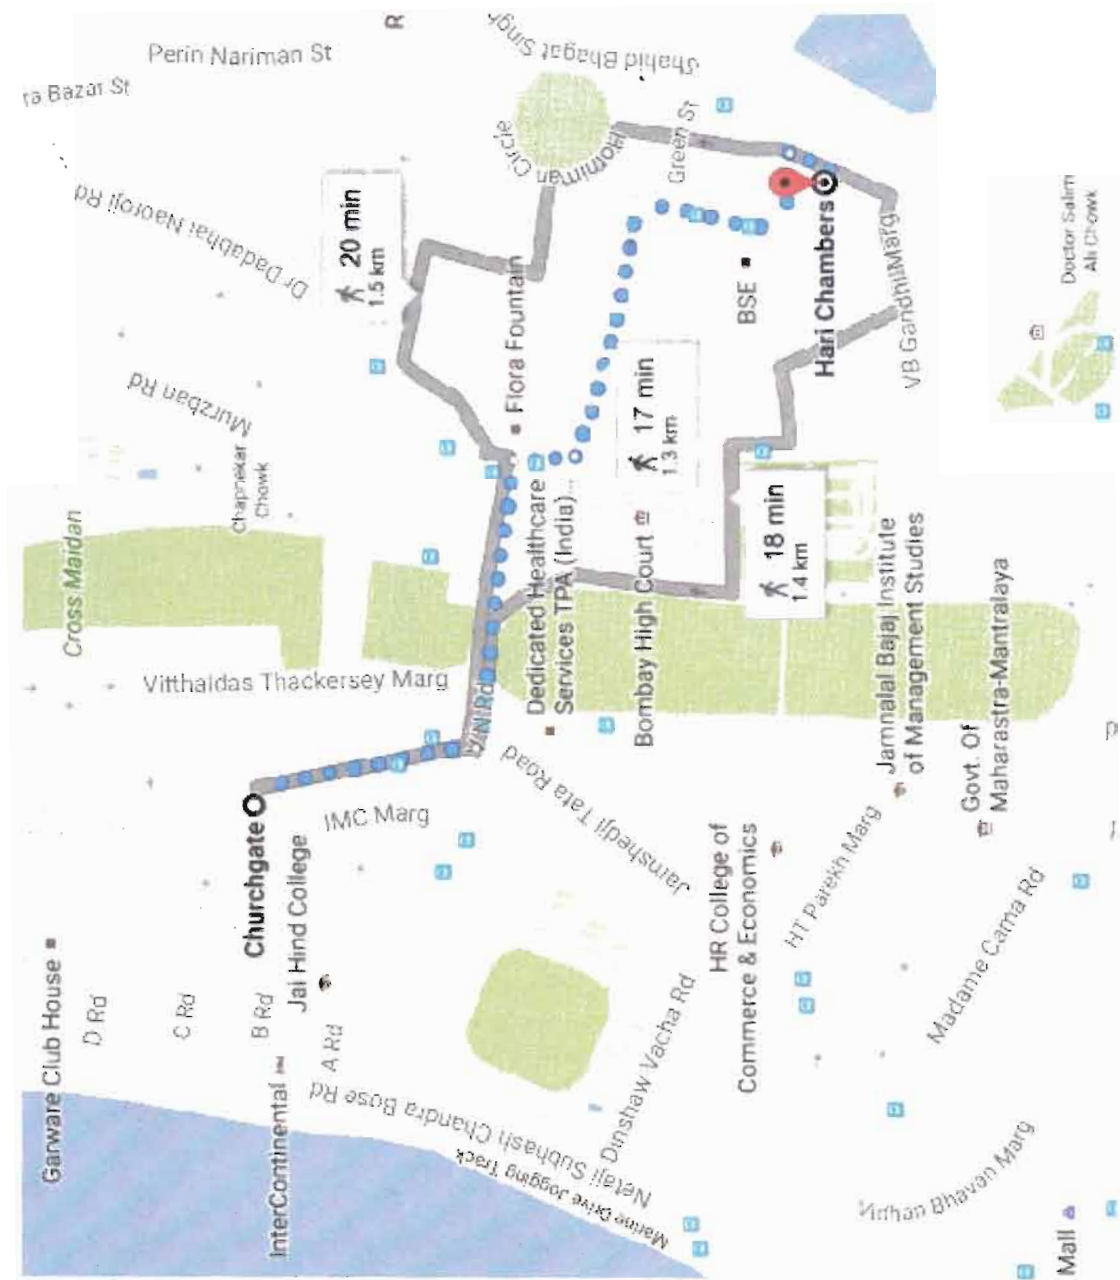 Garware Club House
D Rd
C Rd
B Rd
A Rd
InterContinental
Churchgate
Jai Hind College
IMC Marg
Netaji Subhash Chandra Bose Rd
Marine Drive Jogging Track
Dinshaw Vacha Rd
HR College of
Commerce & Economics
HT Parekh Marg
Madame Cama Rd
Vidhan Bhavan Marg
Mall
Jamshedji Tata Road
Govt. Of
Maharastra-Mantralaya
Jamnalal Bajaj Institute
of Management Studies
Cross Maidan
Vitthaldas Thackersey Marg
Dedicated Healthcare
Services TPA (India)...
Bombay High Court
Chaphekar
Chowk
Murzban Rd
Dr Dadabhai Naoroji Rd
Perin Nariman St
Bazar St
20 min
1.5 km
Flora Fountain
17 min
1.3 km
18 min
1.4 km
BSE
Hari Chambers
VB Gandhi Marg
Horniman Circle
Green St
Shahid Bhagat Singh
Doctor Salim
Ali Chowk
R